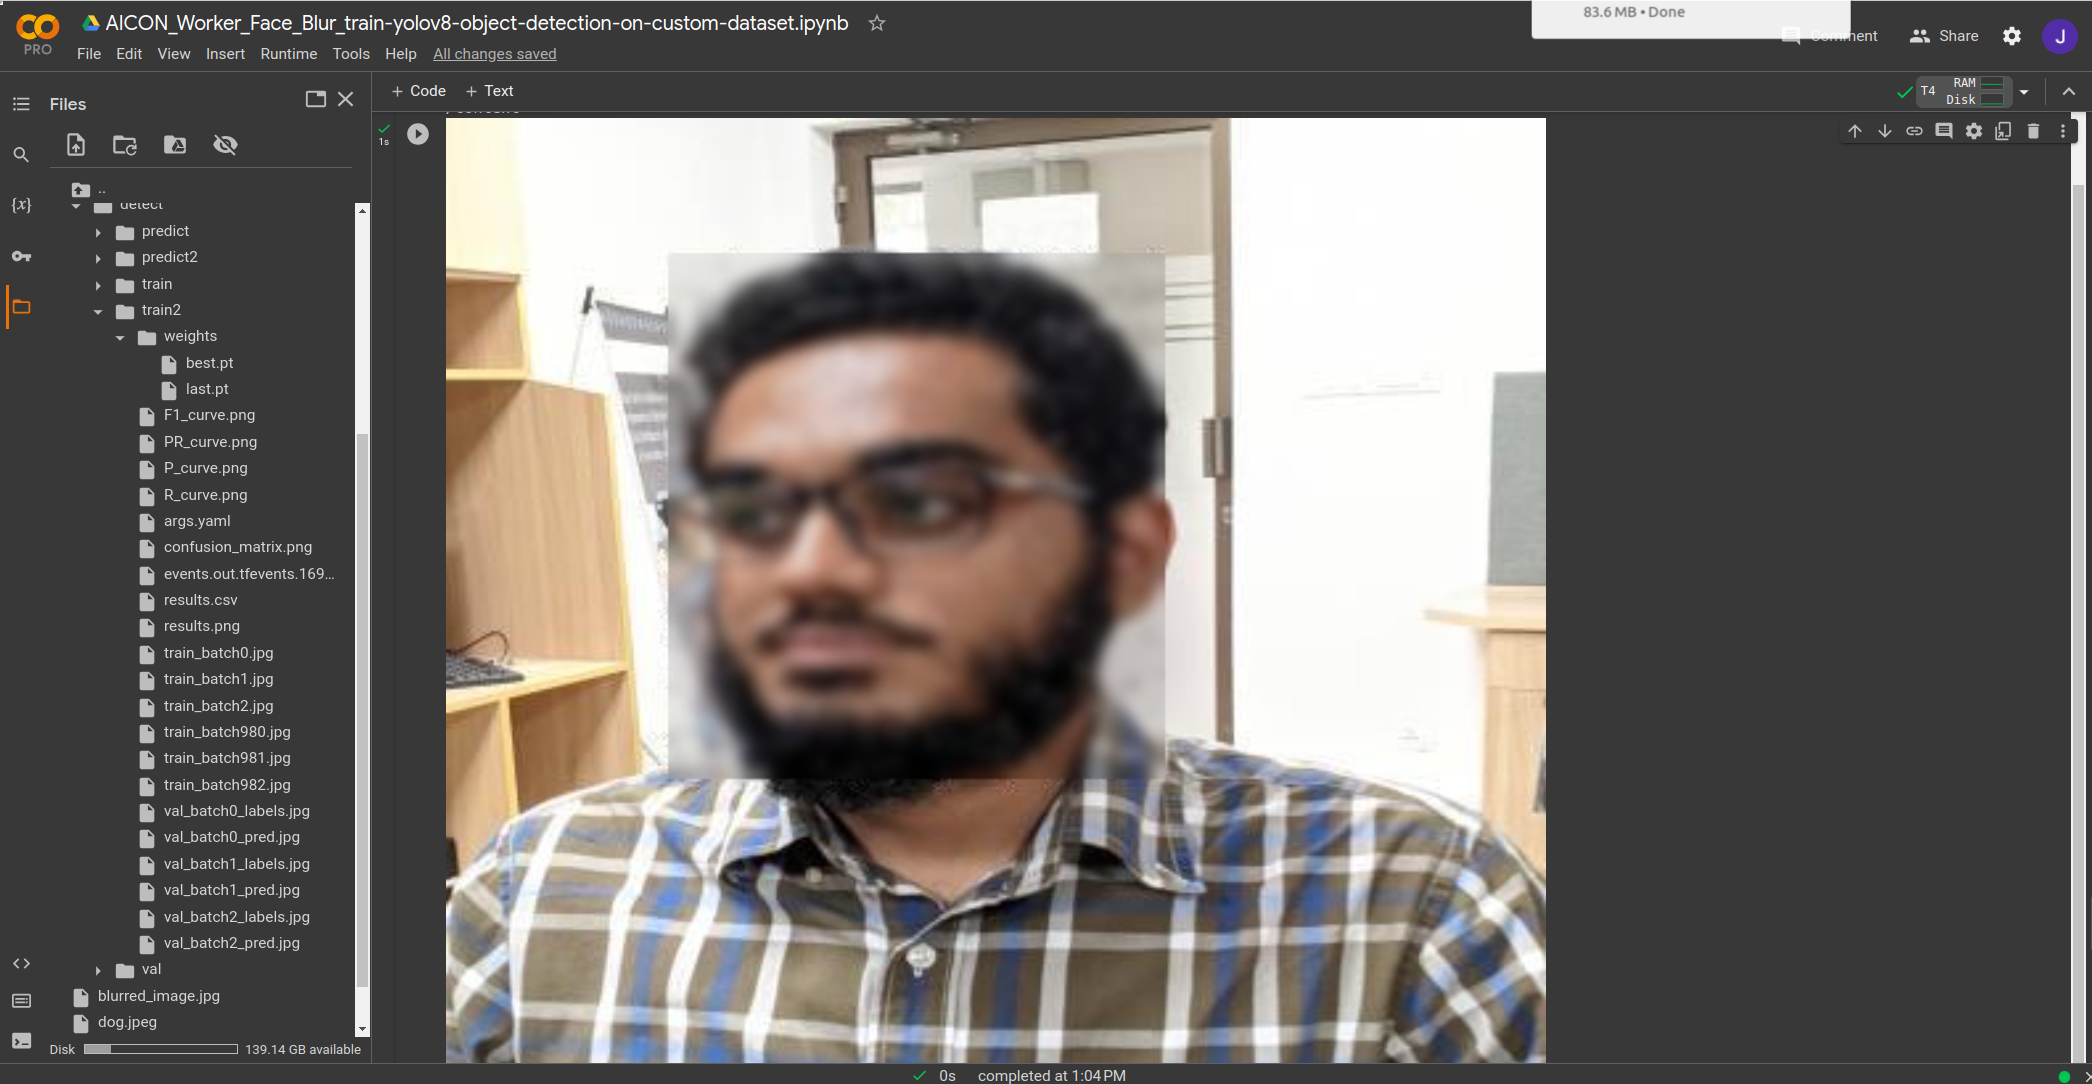 AICON_Worker_Face_Blur_train-yolov8-object-detection-on-custom-dataset.ipynb
PRO
File Edit View Insert Runtime Tools Help All changes saved
83.6 MB • Done
Comment
Share
J
Files
+ Code + Text
T4 RAM
Disk
1s
{x}
..
detect
predict
predict2
train
train2
weights
best.pt
last.pt
F1_curve.png
PR_curve.png
P_curve.png
R_curve.png
args.yaml
confusion_matrix.png
events.out.tfevents.169...
results.csv
results.png
train_batch0.jpg
train_batch1.jpg
train_batch2.jpg
train_batch980.jpg
train_batch981.jpg
train_batch982.jpg
val_batch0_labels.jpg
val_batch0_pred.jpg
val_batch1_labels.jpg
val_batch1_pred.jpg
val_batch2_labels.jpg
val_batch2_pred.jpg
val
blurred_image.jpg
dog.jpeg
Disk 139.14 GB available
0s completed at 1:04 PM